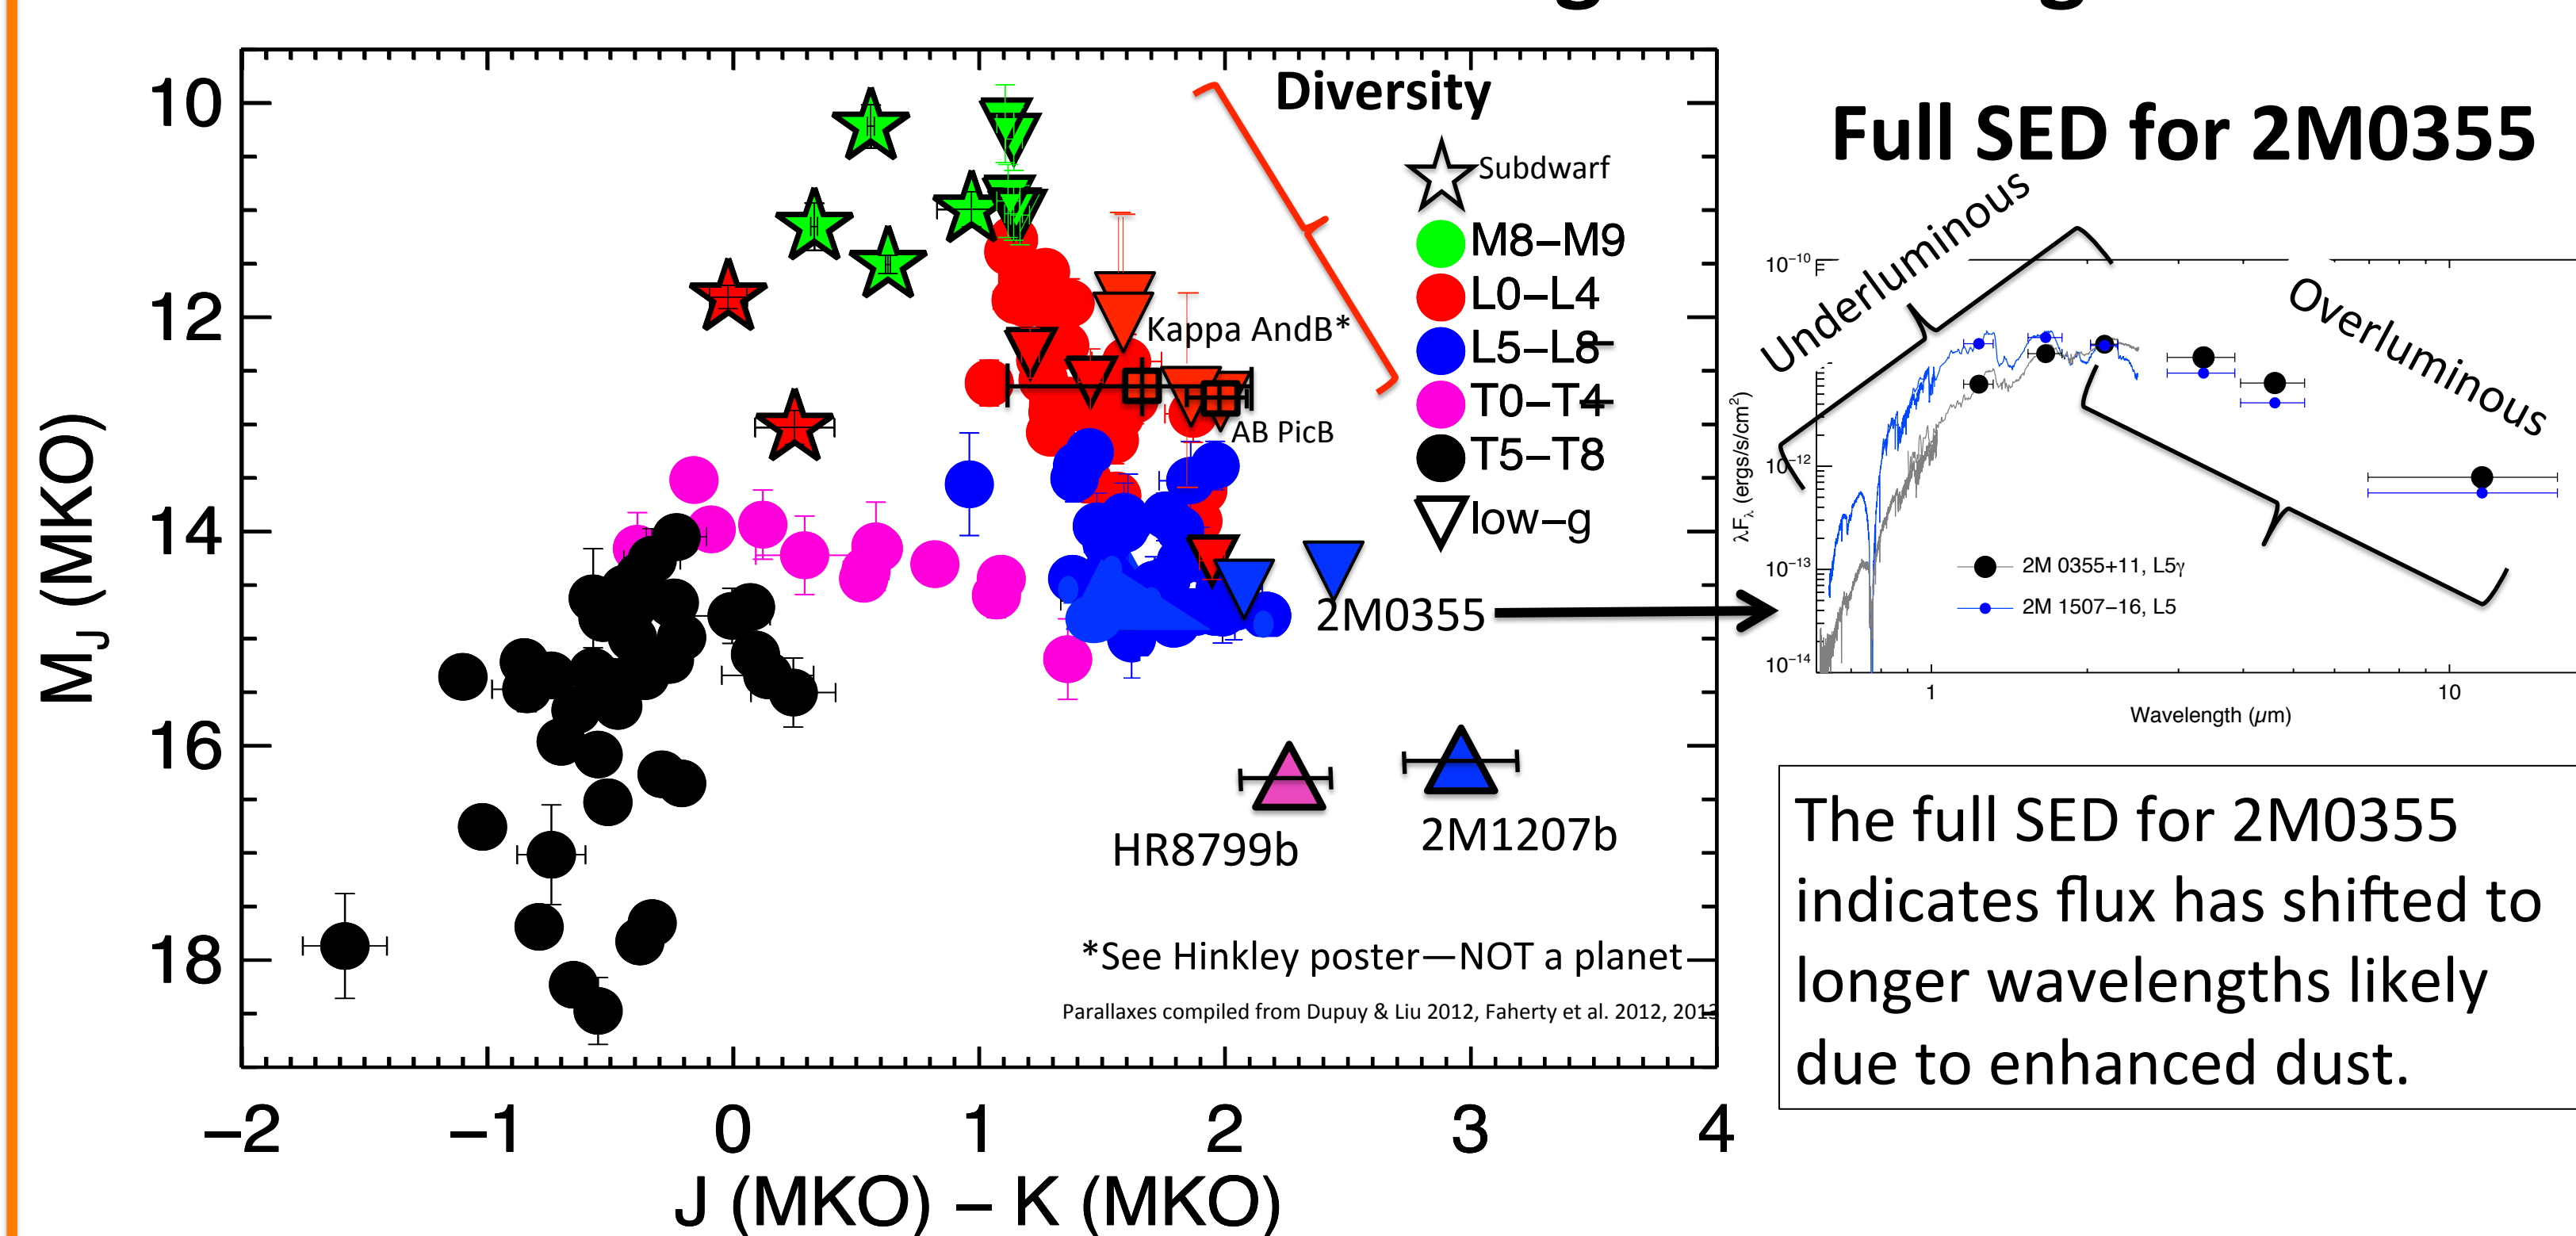 Diversity
Subdwarf
M8–M9
L0–L4
L5–L8
T0–T4
T5–T8
low–g
10
12
14
16
18
M_J (MKO)
Kappa AndB*
AB PicB
2M0355
HR8799b
2M1207b
*See Hinkley poster—NOT a planet
Parallaxes compiled from Dupuy & Liu 2012, Faherty et al. 2012, 2013
–2 –1 0 1 2 3 4
J (MKO) – K (MKO)
Full SED for 2M0355
Underluminous
Overluminous
10⁻¹⁰
10⁻¹²
10⁻¹³
10⁻¹⁴
λF_λ (ergs/s/cm²)
2M 0355+11, L5γ
2M 1507–16, L5
1 10
Wavelength (µm)
The full SED for 2M0355
indicates flux has shifted to
longer wavelengths likely
due to enhanced dust.